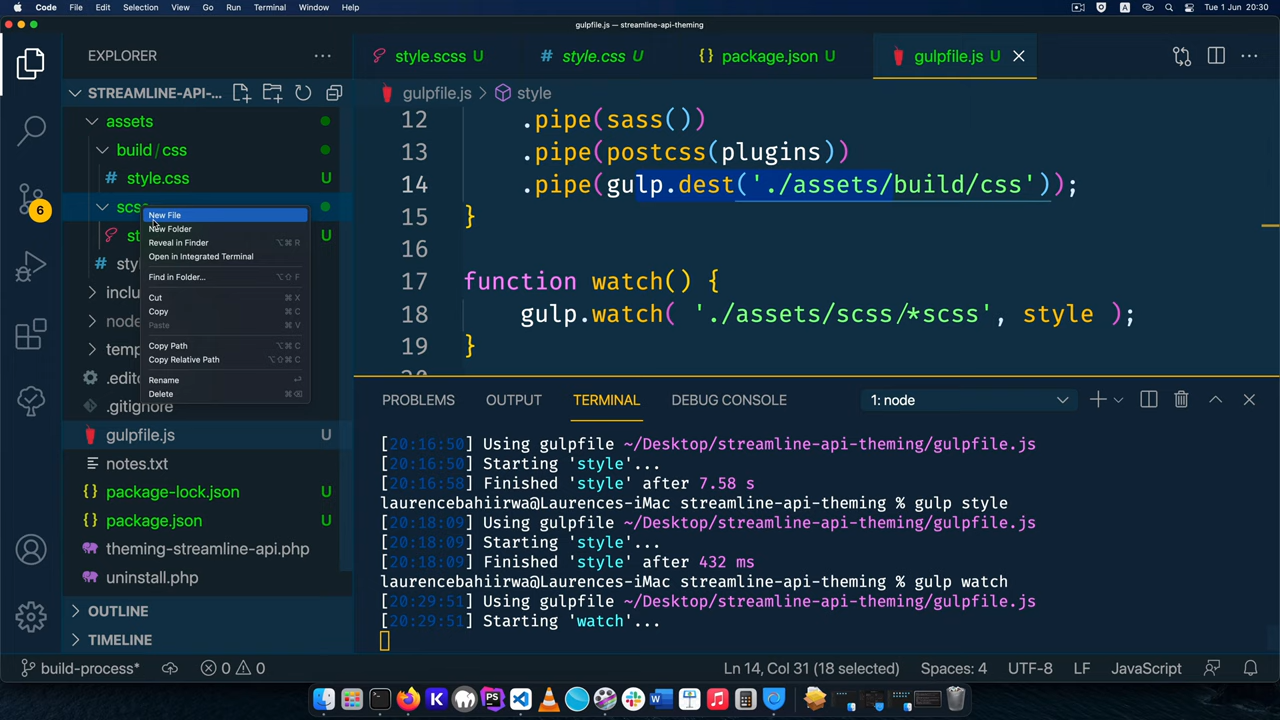 Code File Edit Selection View Go Run Terminal Window Help
A Tue 1 Jun 20:30
gulpfile.js — streamline-api-theming
EXPLORER
style.scss U
style.css U
{} package.json U
gulpfile.js U
STREAMLINE-API-...
gulpfile.js > style
assets
build / css
# style.css U
scss
U
New File
New Folder
Reveal in Finder ⌥⌘ R
Open in Integrated Terminal
Find in Folder... ⌥⇧ F
Cut ⌘ X
Copy ⌘ C
Paste ⌘ V
Copy Path ⌥⌘ C
Copy Relative Path ⌥⇧⌘ C
Rename
Delete ⌘⌫
.gitignore
gulpfile.js U
notes.txt
{} package-lock.json U
{} package.json U
theming-streamline-api.php
uninstall.php
OUTLINE
TIMELINE
12 .pipe(sass())
13 .pipe(postcss(plugins))
14 .pipe(gulp.dest('./assets/build/css'));
15 }
16
17 function watch() {
18 gulp.watch( './assets/scss/*scss', style );
19 }
PROBLEMS OUTPUT TERMINAL DEBUG CONSOLE 1: node
[20:16:50] Using gulpfile ~/Desktop/streamline-api-theming/gulpfile.js
[20:16:50] Starting 'style'...
[20:16:58] Finished 'style' after 7.58 s
laurencebahiirwa@Laurences-iMac streamline-api-theming % gulp style
[20:18:09] Using gulpfile ~/Desktop/streamline-api-theming/gulpfile.js
[20:18:09] Starting 'style'...
[20:18:09] Finished 'style' after 432 ms
laurencebahiirwa@Laurences-iMac streamline-api-theming % gulp watch
[20:29:51] Using gulpfile ~/Desktop/streamline-api-theming/gulpfile.js
[20:29:51] Starting 'watch'...
6
build-process* 0 0
Ln 14, Col 31 (18 selected) Spaces: 4 UTF-8 LF JavaScript